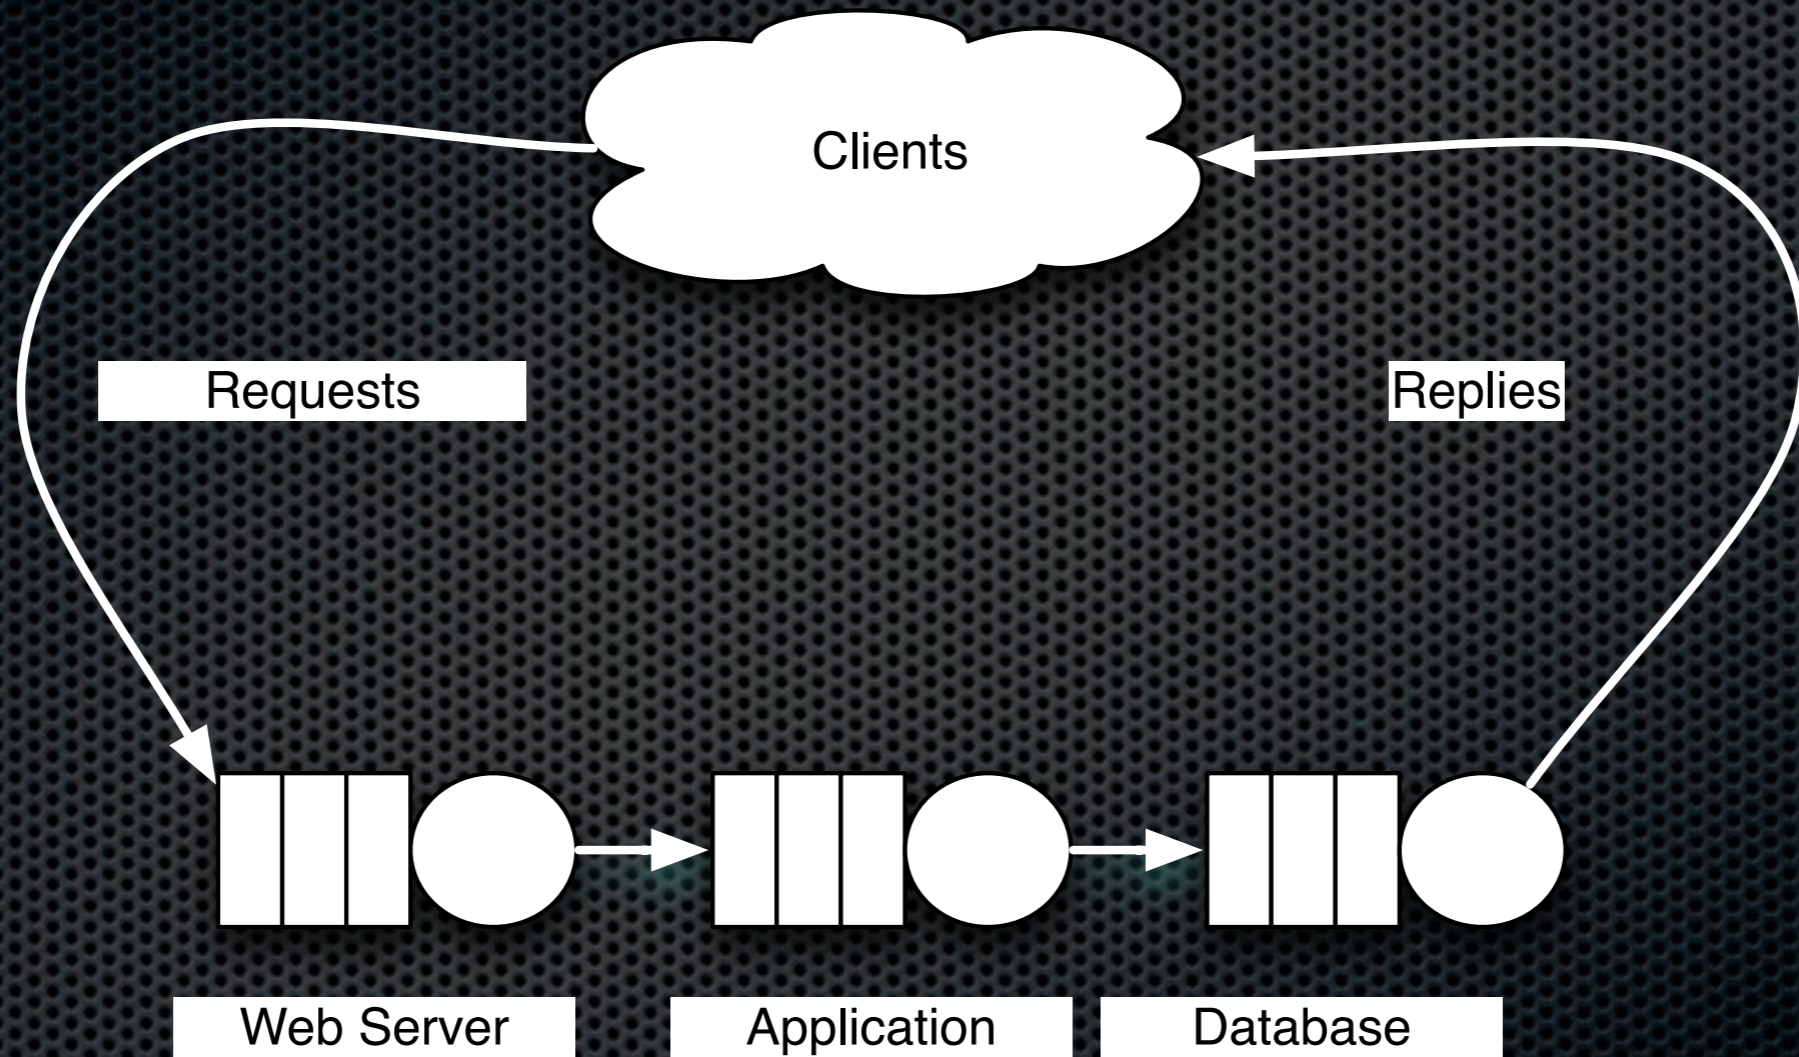 Clients
Requests
Replies
Web Server
Application
Database